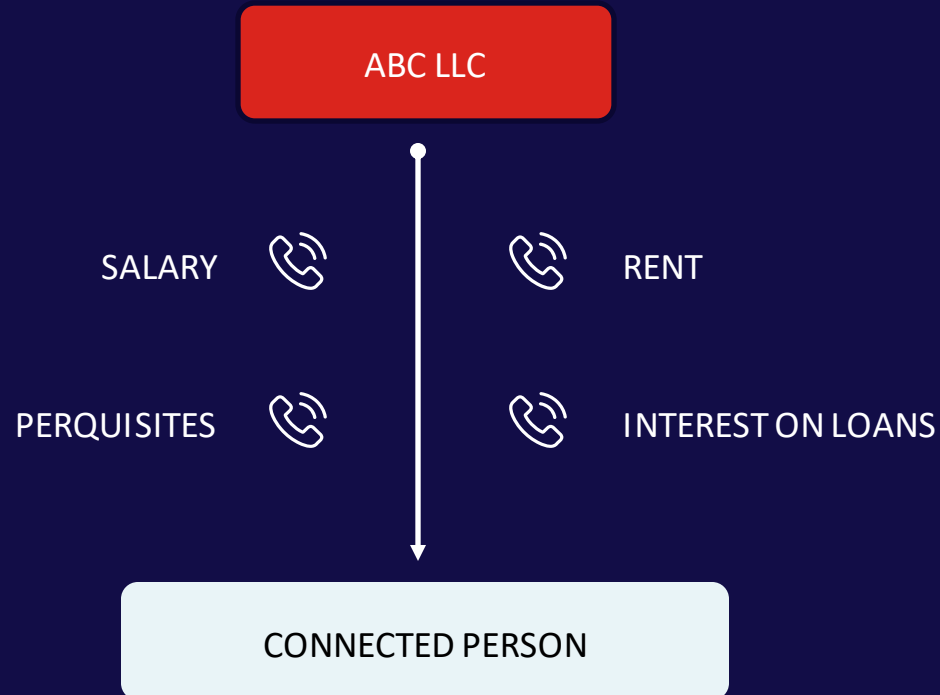 ABC LLC
SALARY
RENT
PERQUISITES
INTEREST ON LOANS
CONNECTED PERSON